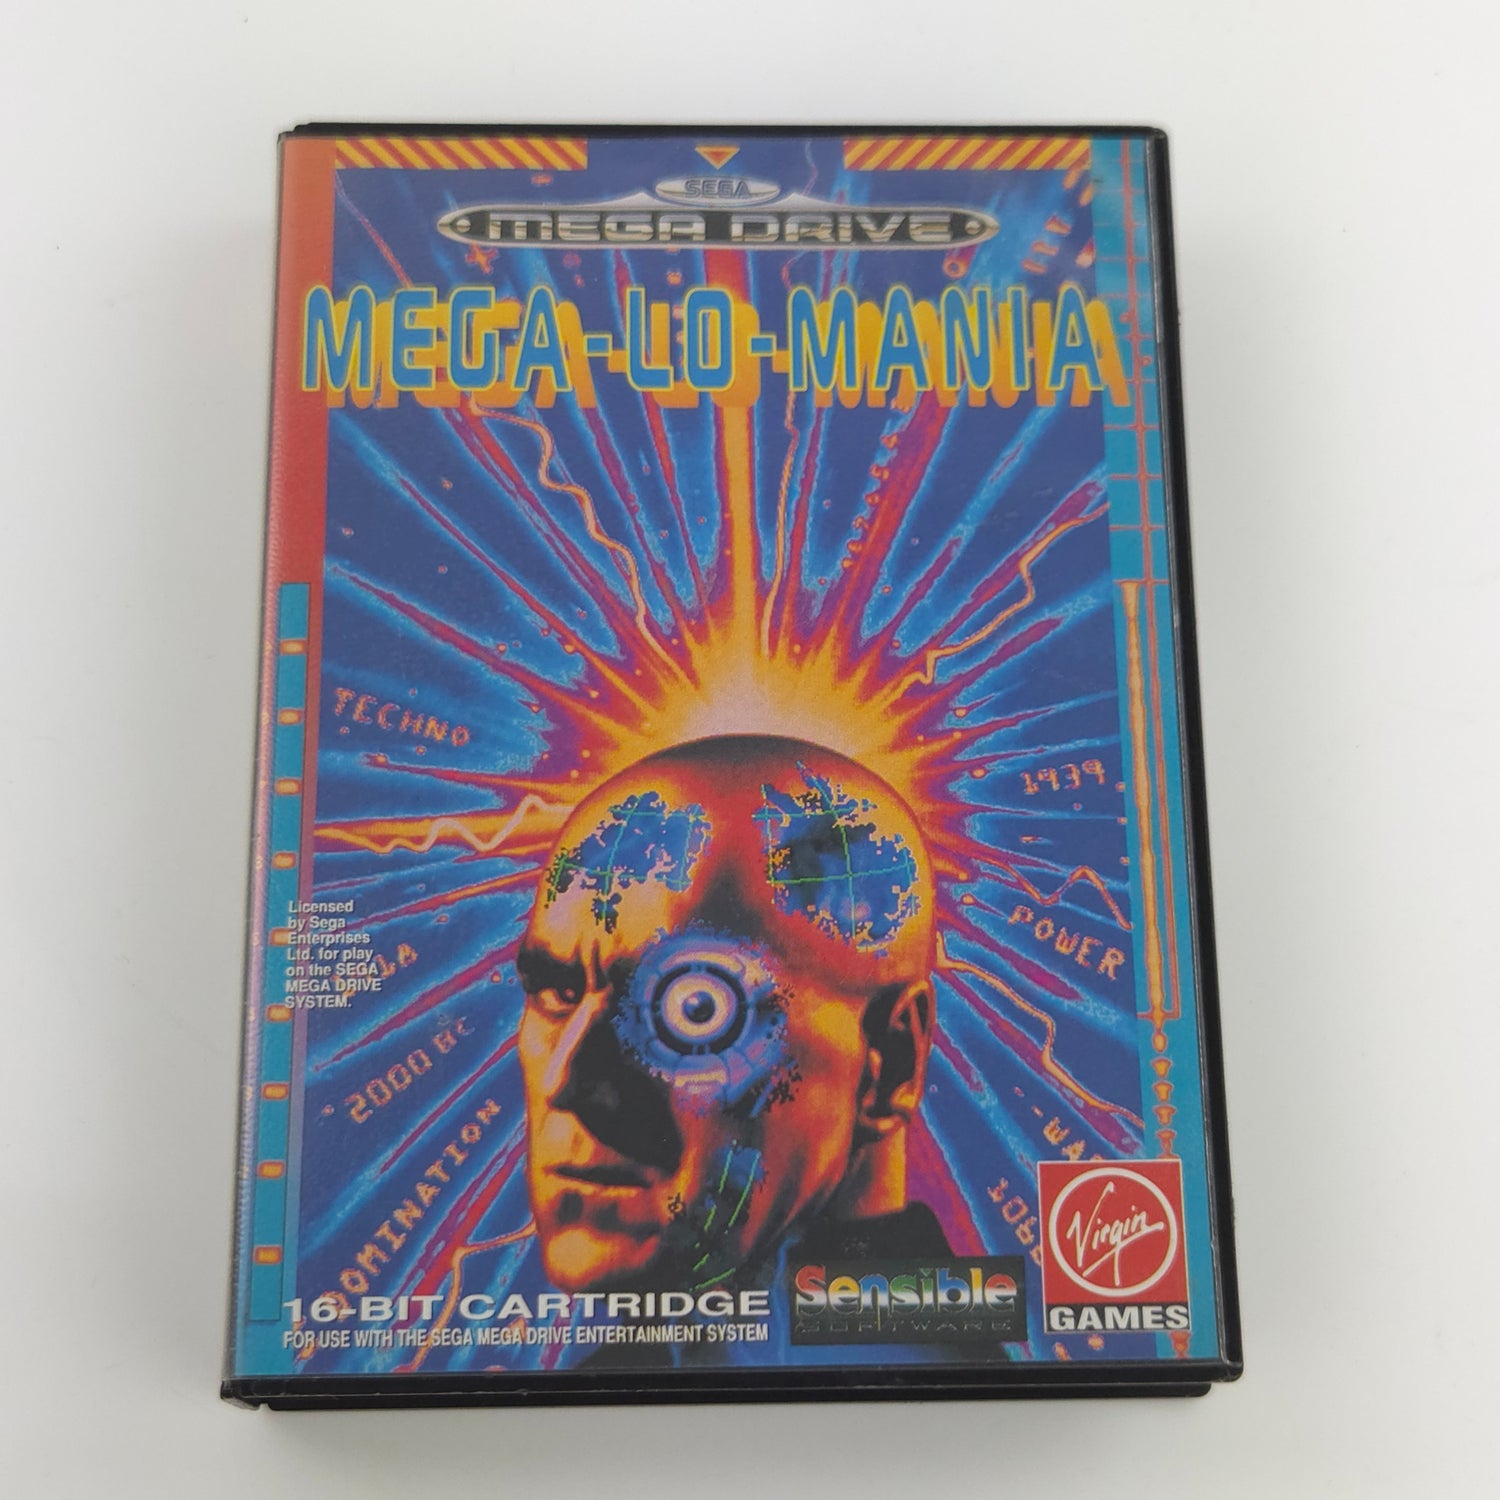 SEGA
MEGA DRIVE
MEGA-LO-MANIA
TECHNO
1939
POWER
Licensed
by Sega
Enterprises
Ltd. for play
on the SEGA
MEGA DRIVE
SYSTEM.
2000 BC
DOMINATION
Virgin
GAMES
Sensible
SOFTWARE
16-BIT CARTRIDGE
FOR USE WITH THE SEGA MEGA DRIVE ENTERTAINMENT SYSTEM